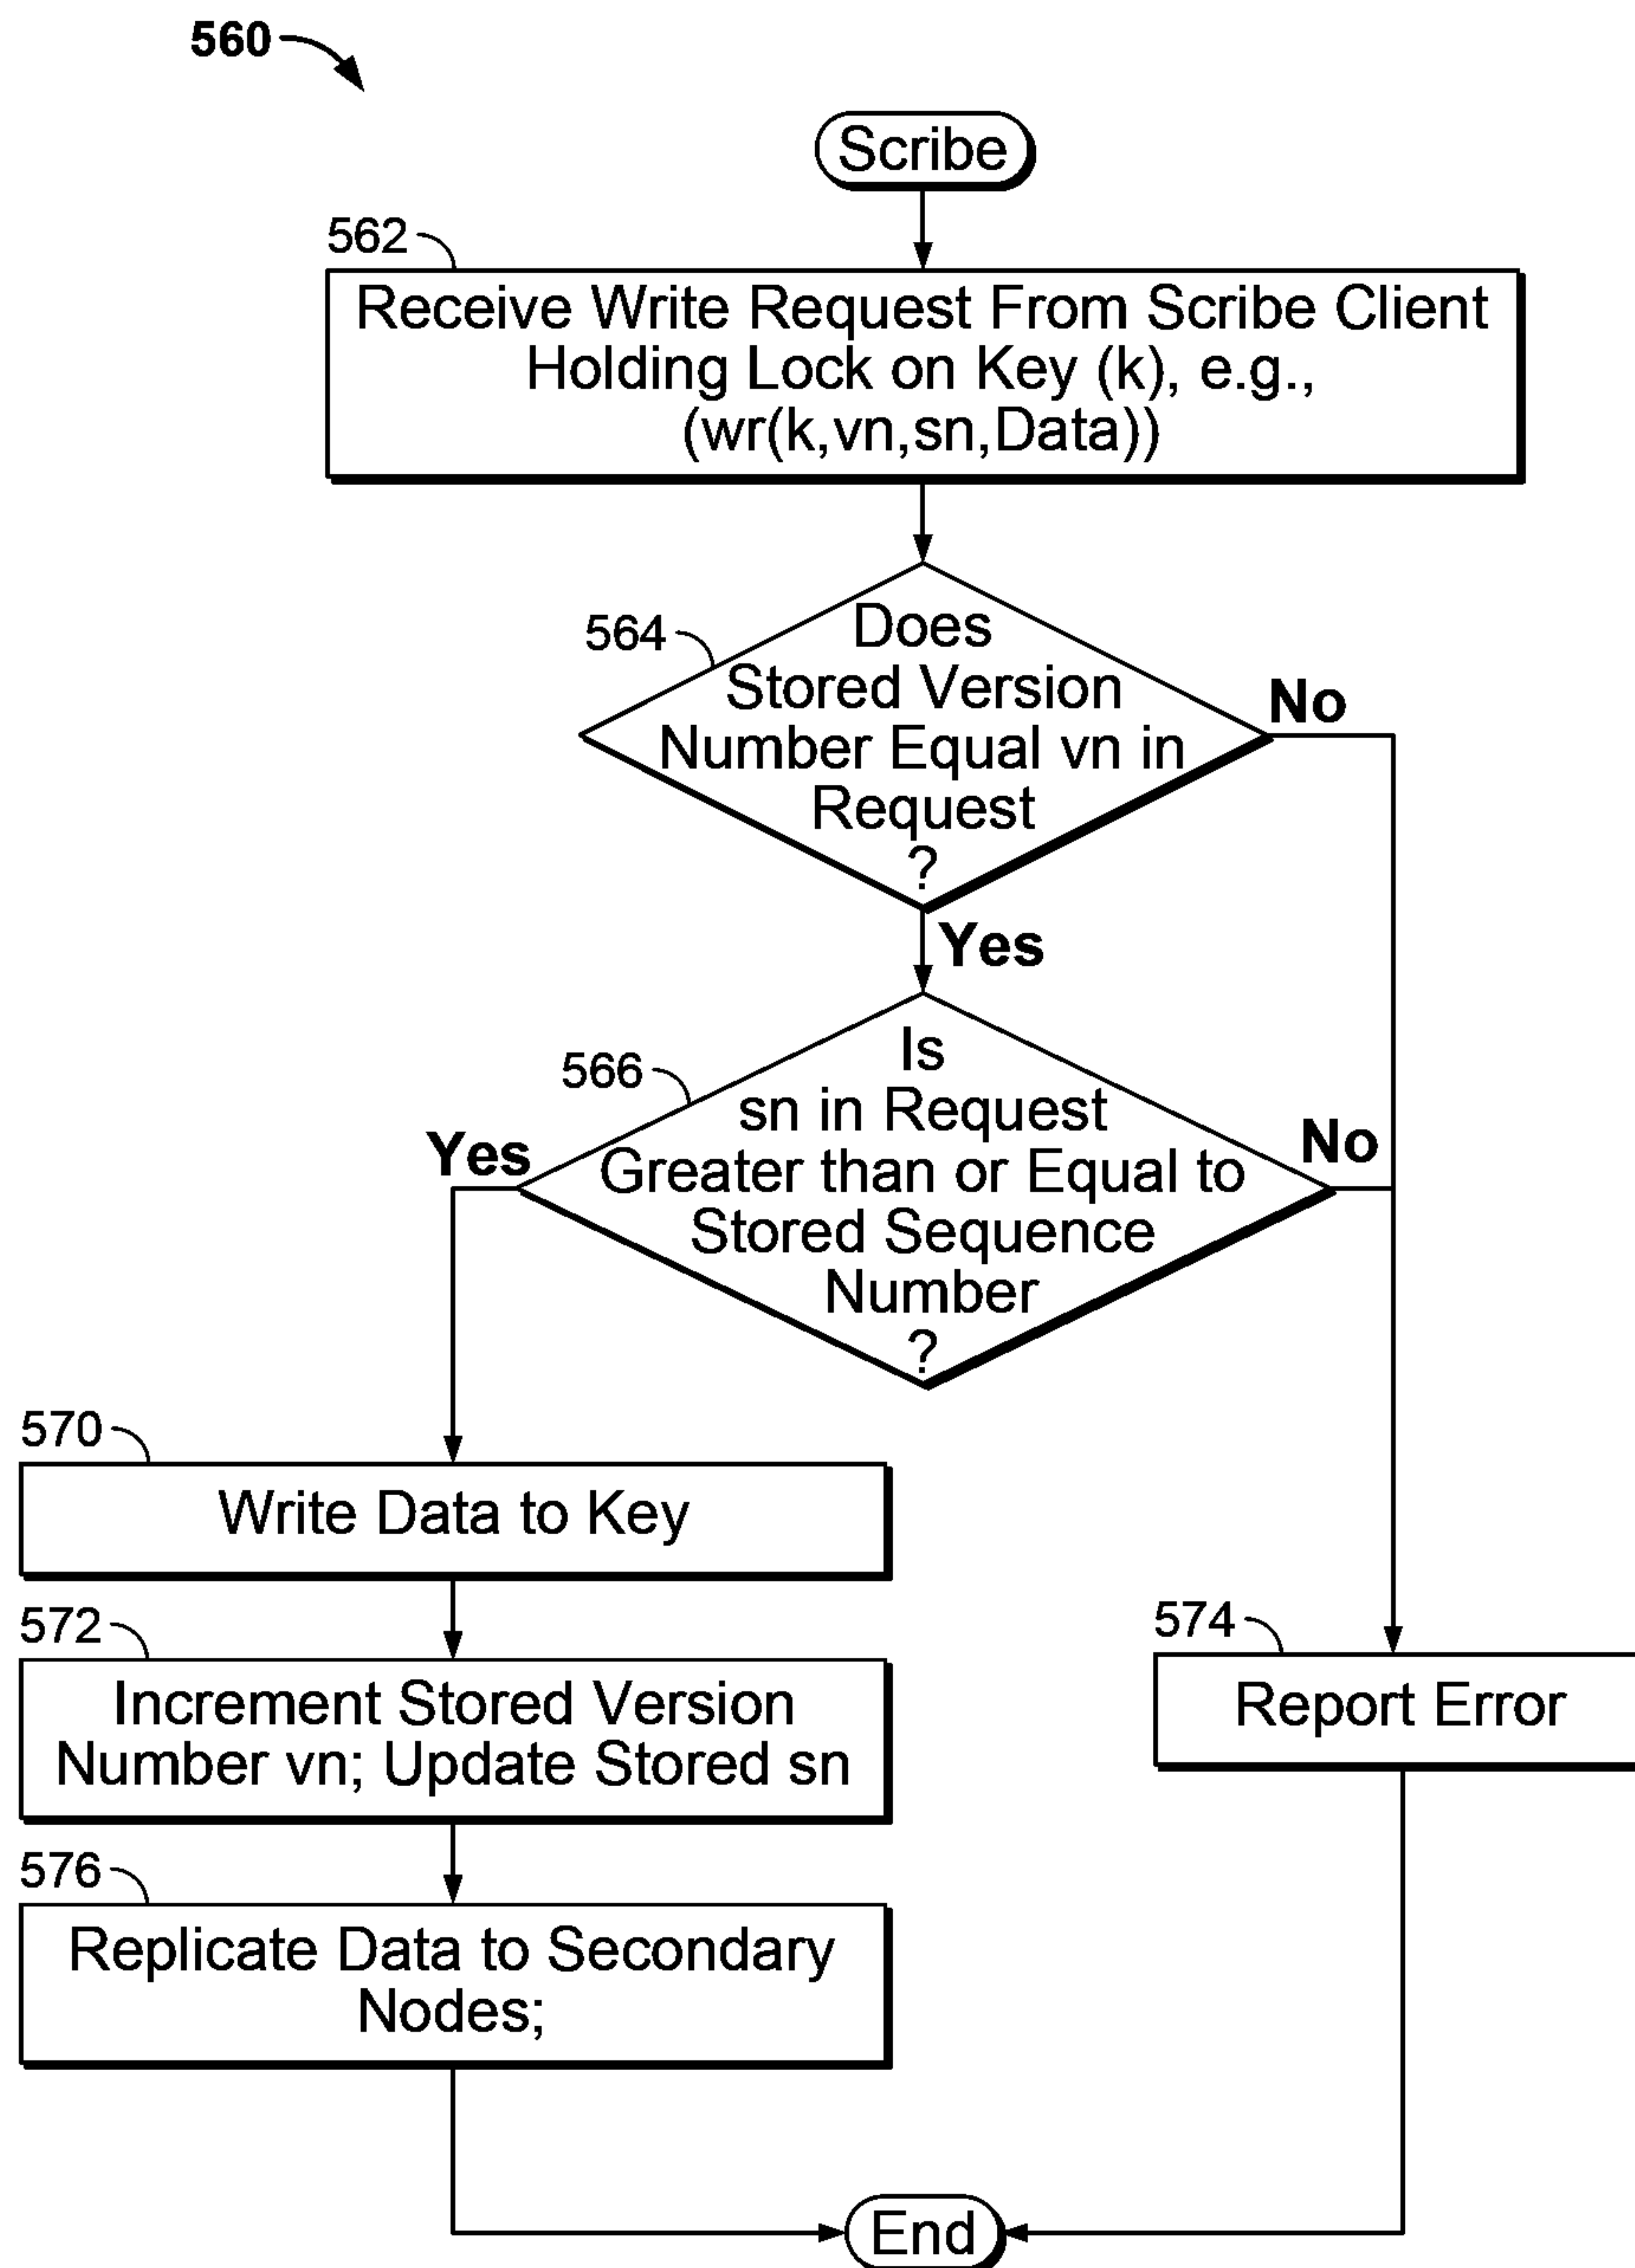 560
Scribe
562
Receive Write Request From Scribe Client
Holding Lock on Key (k), e.g.,
(wr(k,vn,sn,Data))
564
Does
Stored Version
Number Equal vn in
Request
?
No
Yes
566
Is
sn in Request
Greater than or Equal to
Stored Sequence
Number
?
Yes
No
570
Write Data to Key
572
Increment Stored Version
Number vn; Update Stored sn
574
Report Error
576
Replicate Data to Secondary
Nodes;
End